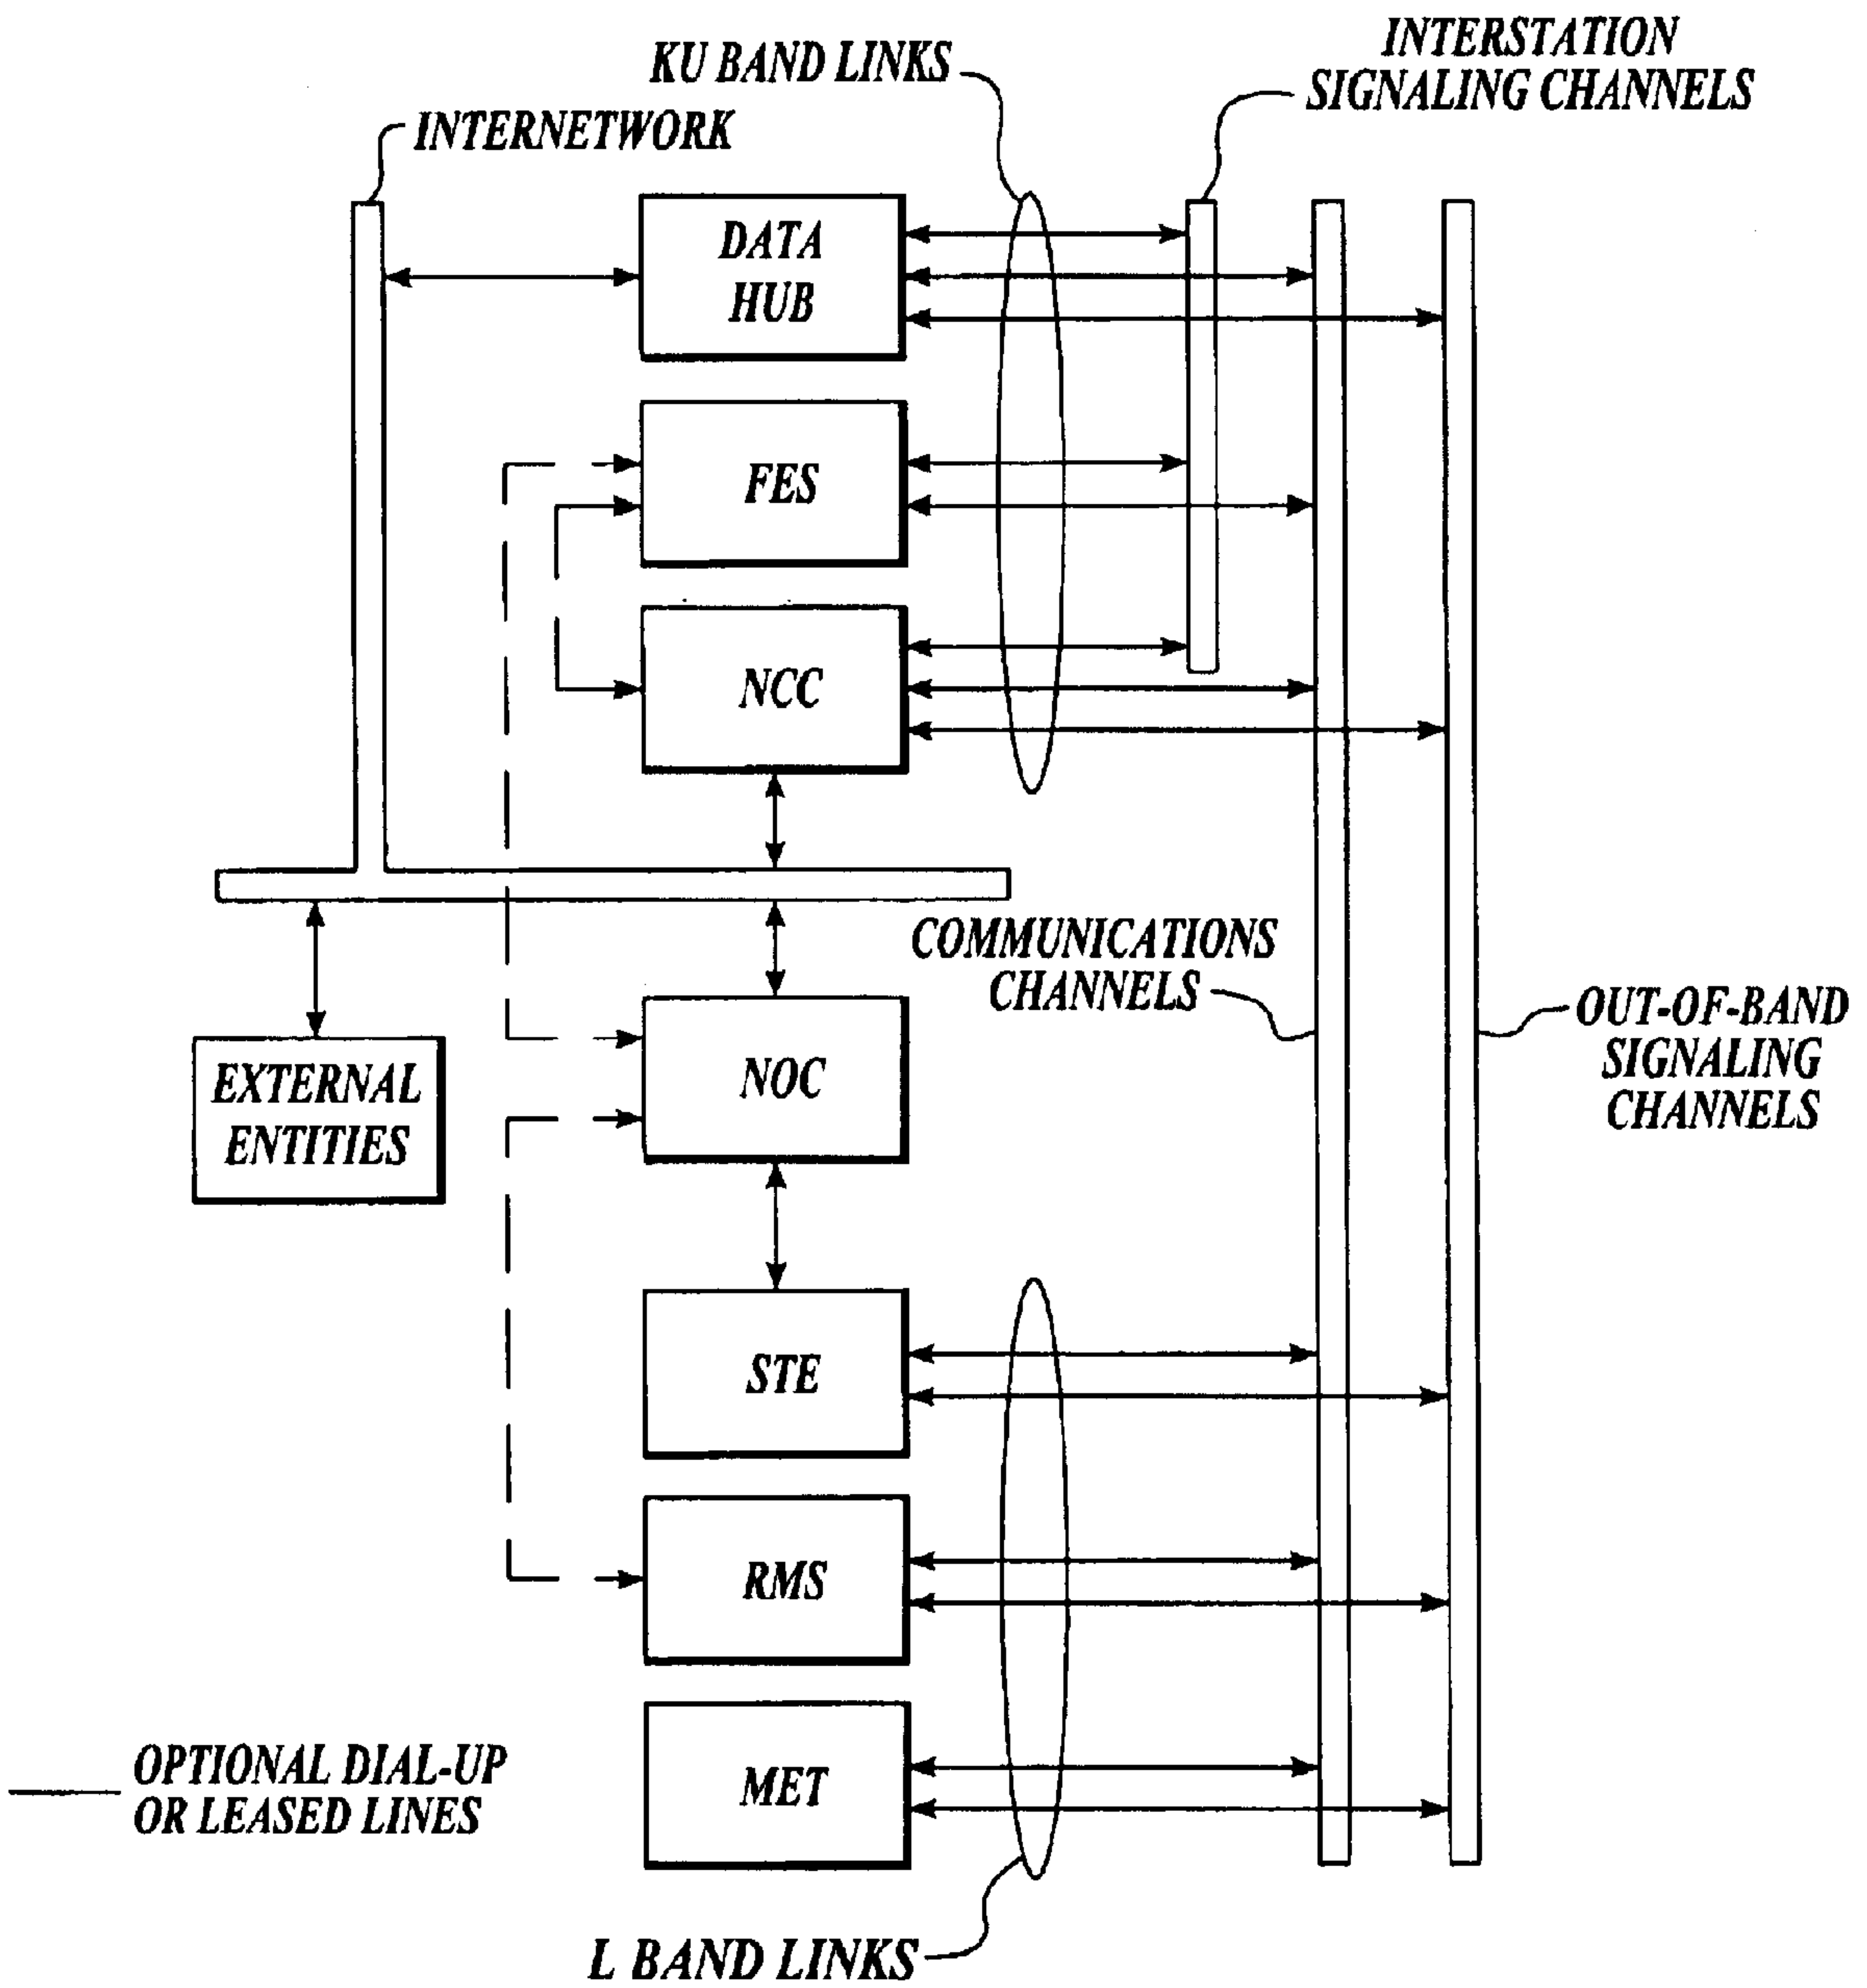 INTERSTATION
SIGNALING CHANNELS
KU BAND LINKS
INTERNETWORK
DATA
HUB
FES
NCC
COMMUNICATIONS
CHANNELS
OUT-OF-BAND
SIGNALING
CHANNELS
NOC
EXTERNAL
ENTITIES
STE
RMS
MET
OPTIONAL DIAL-UP
OR LEASED LINES
L BAND LINKS